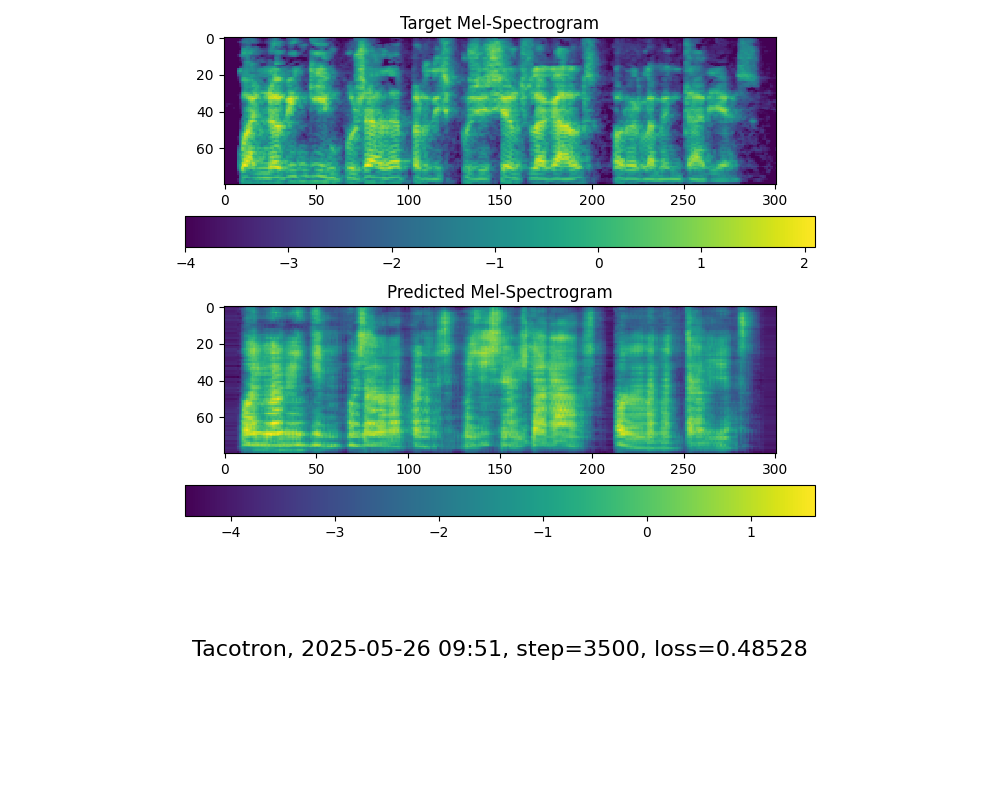 Target Mel-Spectrogram
0
20
40
60
0 50 100 150 200 250 300
−4 −3 −2 −1 0 1 2
Predicted Mel-Spectrogram
0
20
40
60
0 50 100 150 200 250 300
−4 −3 −2 −1 0 1
Tacotron, 2025-05-26 09:51, step=3500, loss=0.48528